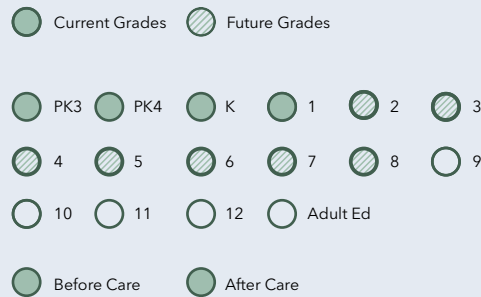 Current Grades Future Grades
PK3 PK4 K 1 2 3
4 5 6 7 8 9
10 11 12 Adult Ed
Before Care After Care